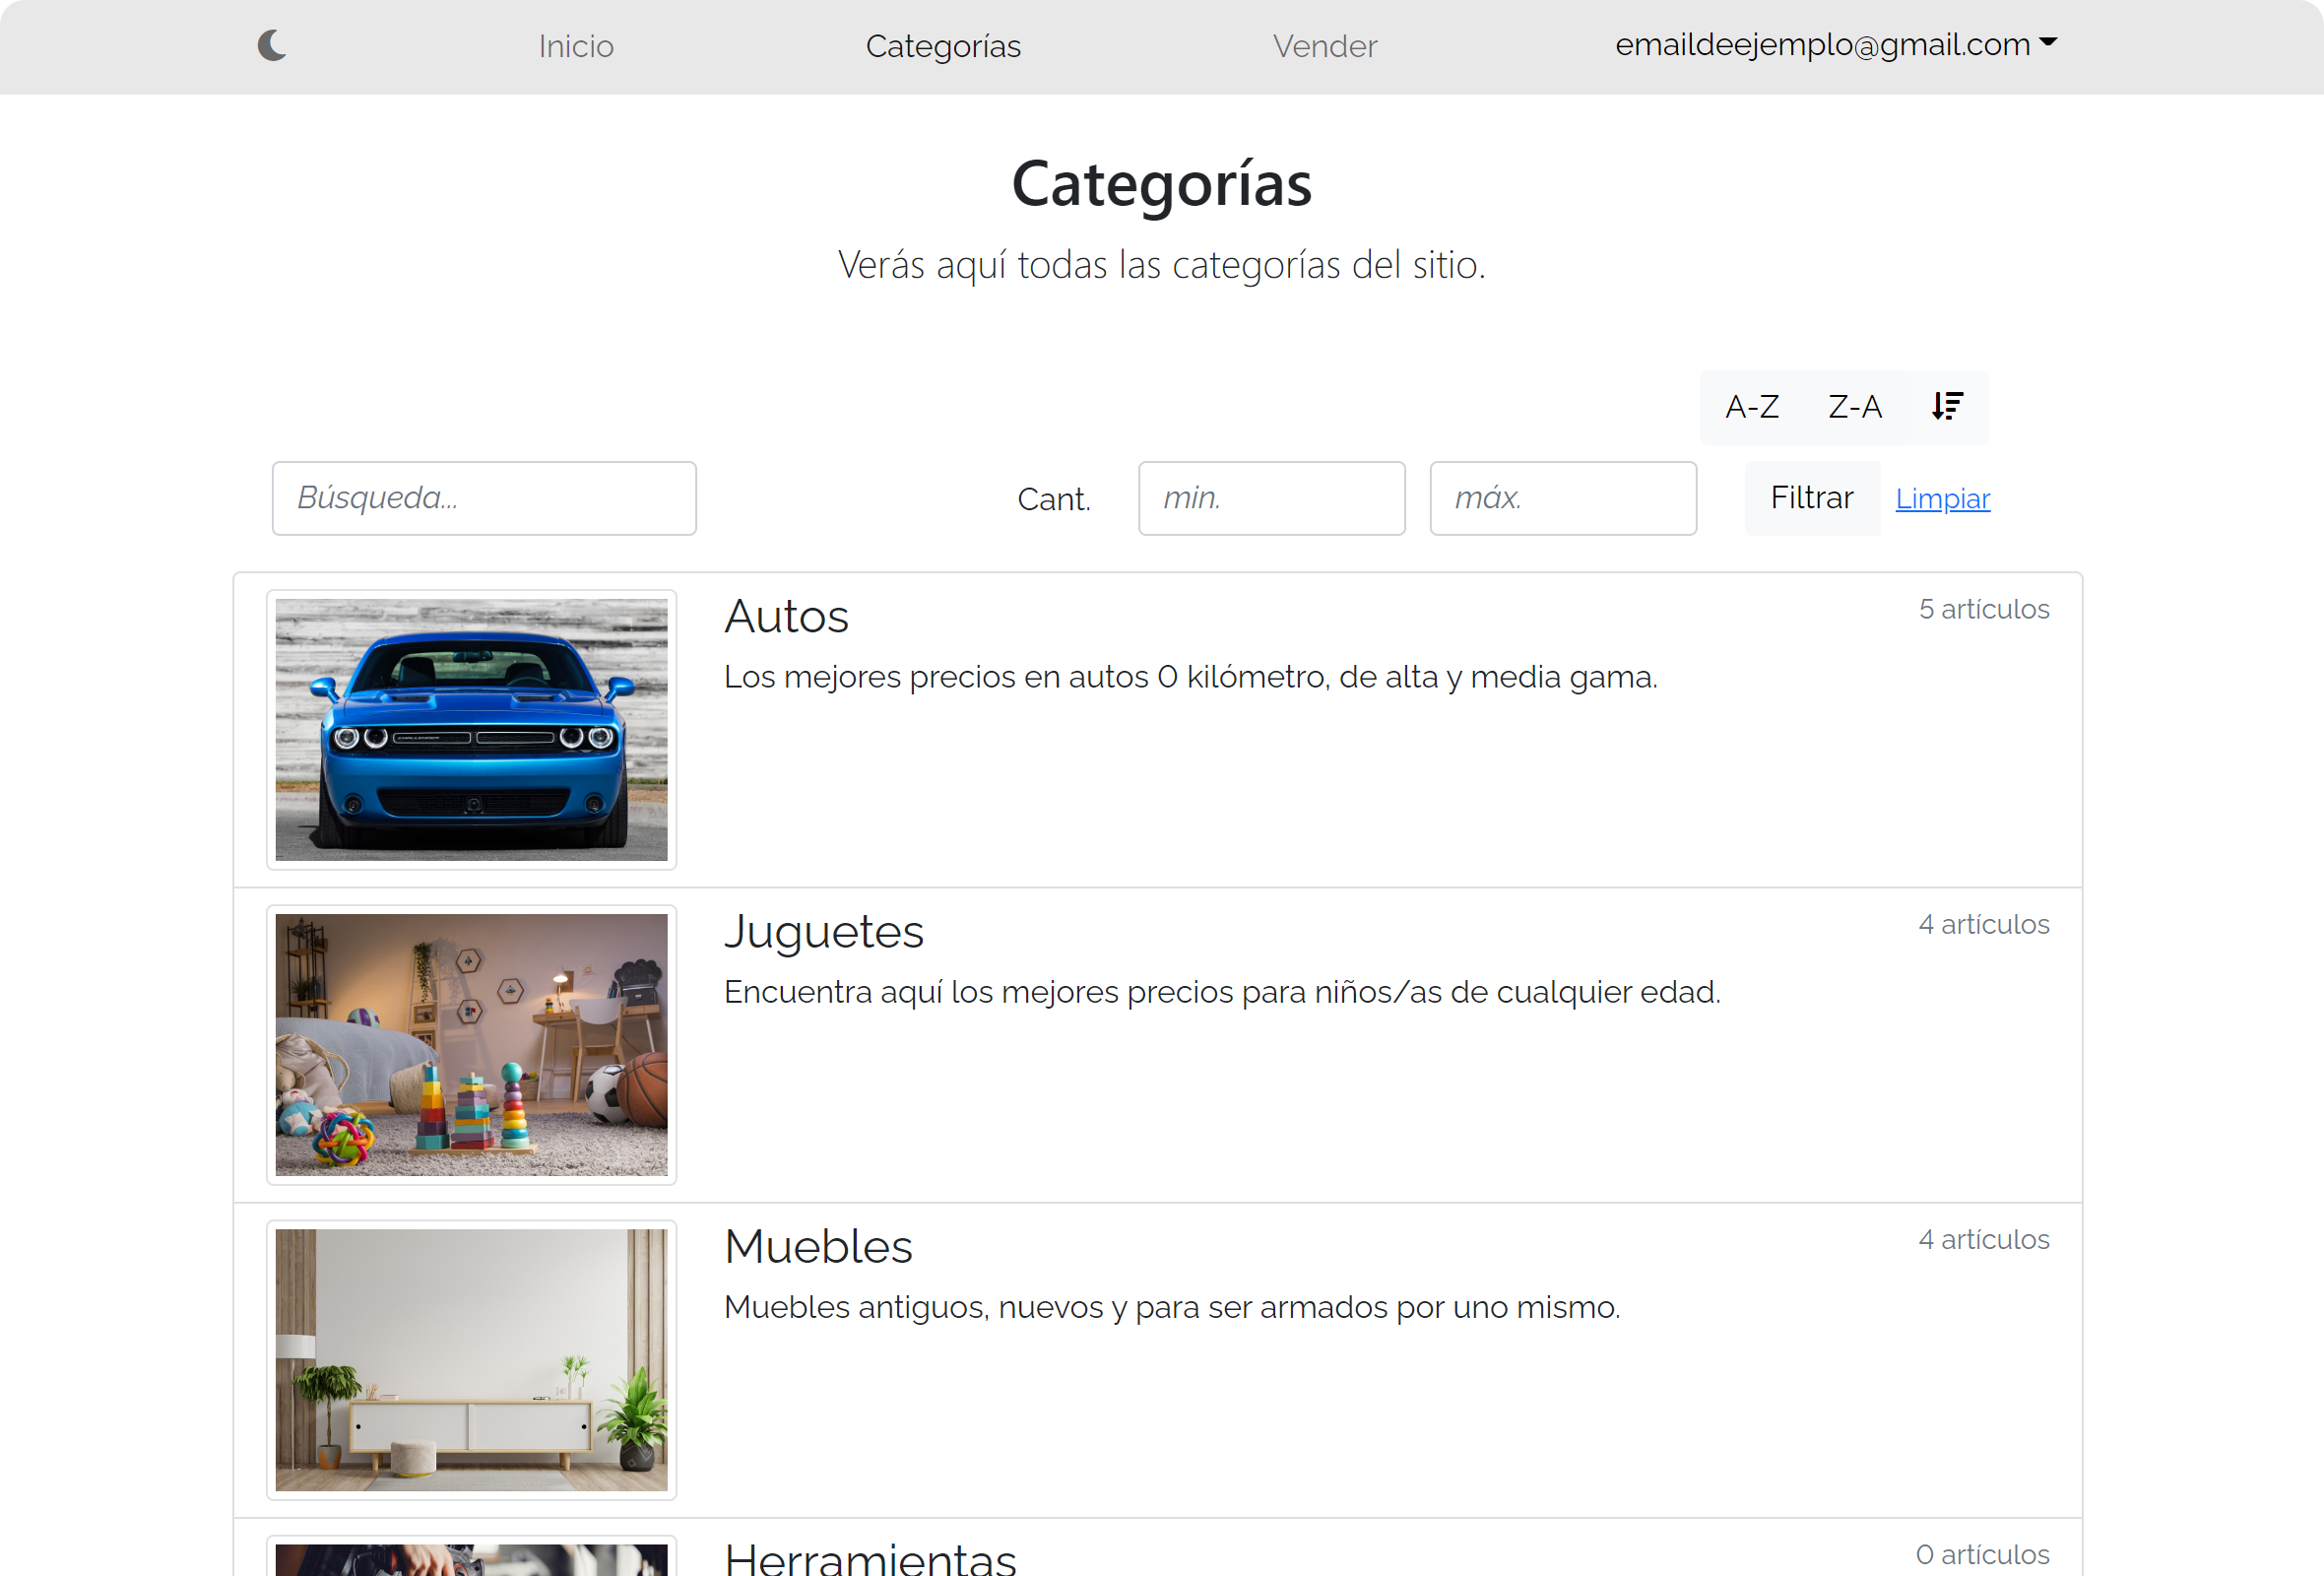 Inicio
Categorías
Vender
emaildeejemplo@gmail.com
Categorías
Verás aquí todas las categorías del sitio.
A-Z
Z-A
Búsqueda...
Cant.
min.
máx.
Filtrar
Limpiar
Autos
5 artículos
Los mejores precios en autos 0 kilómetro, de alta y media gama.
CHALLENGER
Juguetes
4 artículos
Encuentra aquí los mejores precios para niños/as de cualquier edad.
Muebles
4 artículos
Muebles antiguos, nuevos y para ser armados por uno mismo.
Herramientas
0 artículos